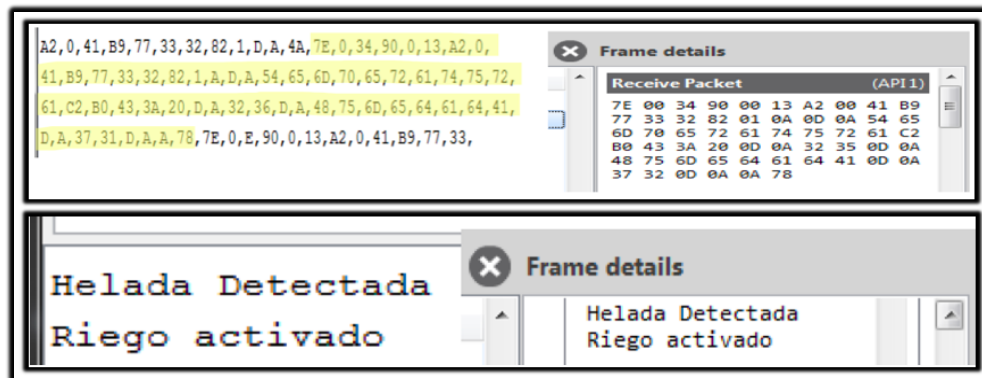 A2,0,41,B9,77,33,32,82,1,D,A,4A,7E,0,34,90,0,13,A2,0,
41,B9,77,33,32,82,1,A,D,A,54,65,6D,70,65,72,61,74,75,72,
61,C2,B0,43,3A,20,D,A,32,36,D,A,48,75,6D,65,64,61,64,41,
D,A,37,31,D,A,A,78,7E,0,E,90,0,13,A2,0,41,B9,77,33,
Frame details
Receive Packet (API1)
7E 00 34 90 00 13 A2 00 41 B9
77 33 32 82 01 0A 0D 0A 54 65
6D 70 65 72 61 74 75 72 61 C2
B0 43 3A 20 0D 0A 32 35 0D 0A
48 75 6D 65 64 61 64 41 0D 0A
37 32 0D 0A 0A 78
Helada Detectada
Riego activado
Frame details
Helada Detectada
Riego activado